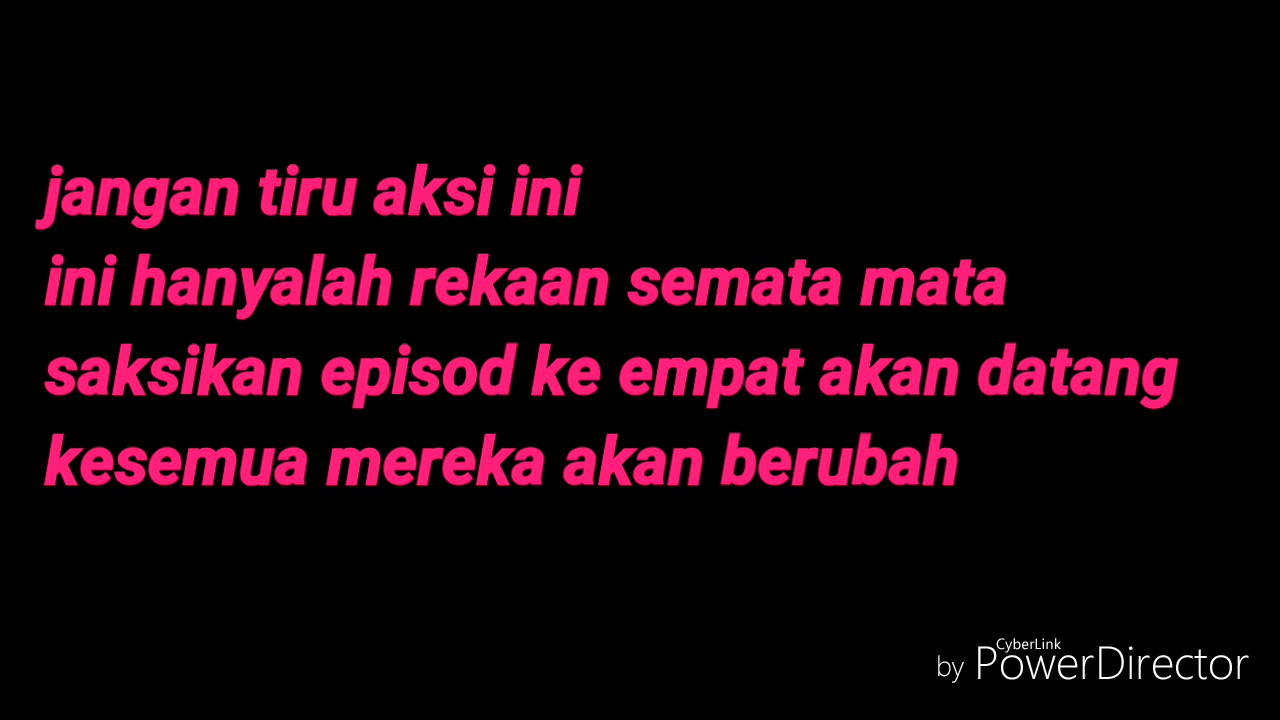 jangan tiru aksi ini
ini hanyalah rekaan semata mata
saksikan episod ke empat akan datang
kesemua mereka akan berubah
CyberLink
by PowerDirector